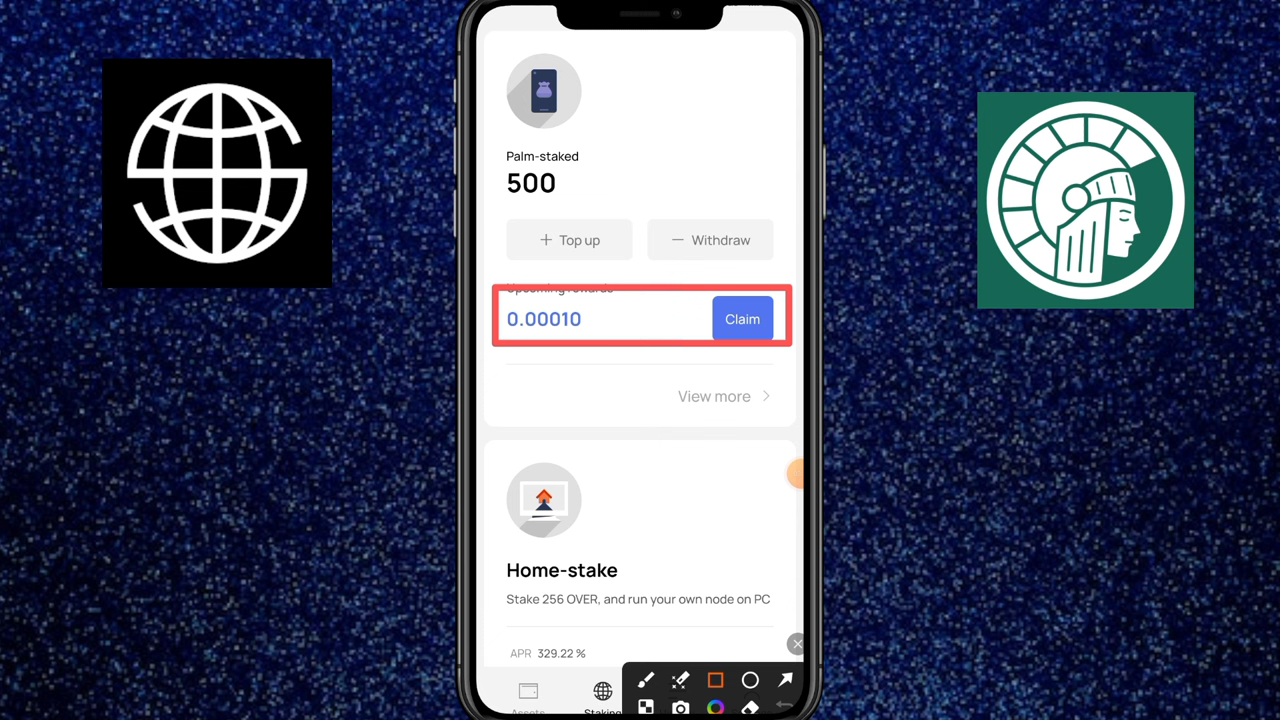 Palm-staked
500
+ Top up
— Withdraw
Upcoming rewards
0.00010
Claim
View more >
Home-stake
Stake 256 OVER, and run your own node on PC
APR 329.22 %
Assets
Staking